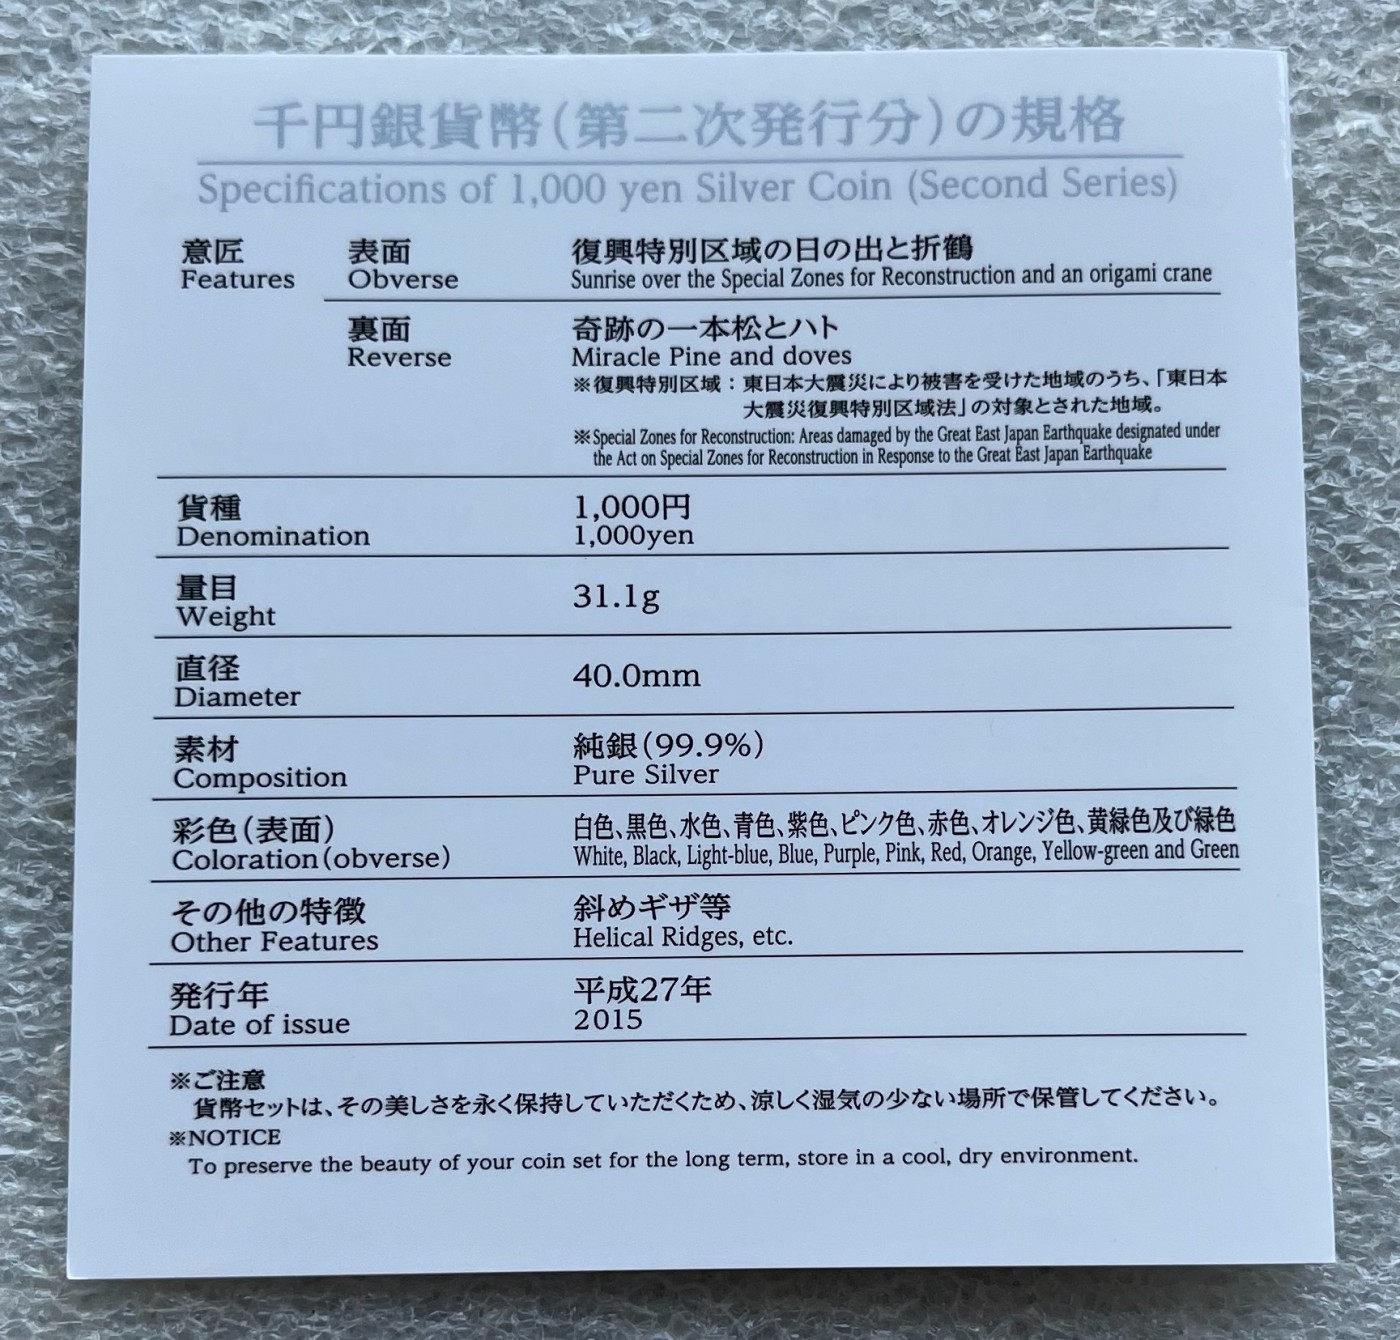 千円銀貨幣(第二次発行分)の規格
Specifications of 1,000 yen Silver Coin (Second Series)
意匠 表面 復興特別区域の日の出と折鶴
Features Obverse Sunrise over the Special Zones for Reconstruction and an origami crane
裏面 奇跡の一本松とハト
Reverse Miracle Pine and doves
※復興特別区域:東日本大震災により被害を受けた地域のうち、「東日本
大震災復興特別区域法」の対象とされた地域。
※Special Zones for Reconstruction: Areas damaged by the Great East Japan Earthquake designated under
the Act on Special Zones for Reconstruction in Response to the Great East Japan Earthquake
貨種 1,000円
Denomination 1,000yen
量目
Weight 31.1g
直径
Diameter 40.0mm
素材 純銀(99.9%)
Composition Pure Silver
彩色(表面) 白色、黒色、水色、青色、紫色、ピンク色、赤色、オレンジ色、黄緑色及び緑色
Coloration(obverse) White, Black, Light-blue, Blue, Purple, Pink, Red, Orange, Yellow-green and Green
その他の特徴 斜めギザ等
Other Features Helical Ridges, etc.
発行年 平成27年
Date of issue 2015
※ご注意
貨幣セットは、その美しさを永く保持していただくため、涼しく湿気の少ない場所で保管してください。
※NOTICE
To preserve the beauty of your coin set for the long term, store in a cool, dry environment.